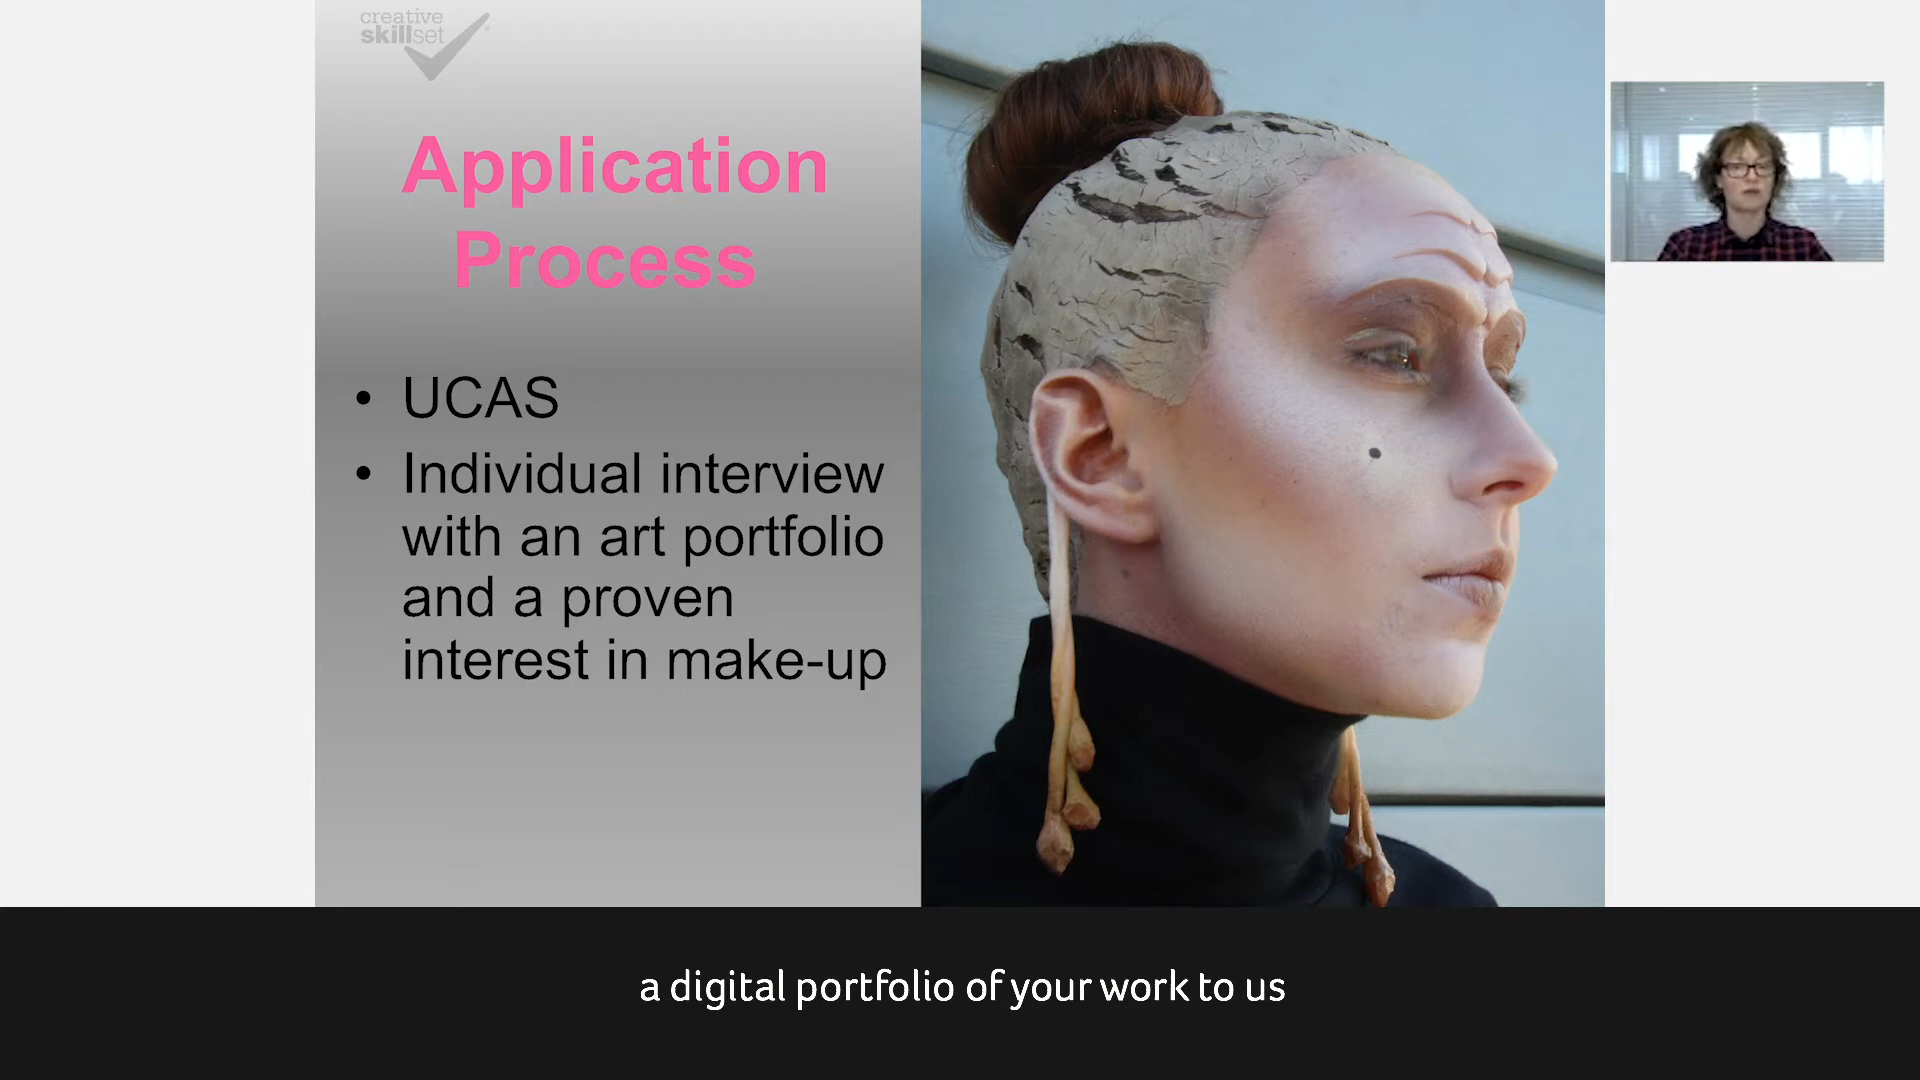 creative
skillset
Application
Process
• UCAS
• Individual interview
with an art portfolio
and a proven
interest in make-up
a digital portfolio of your work to us